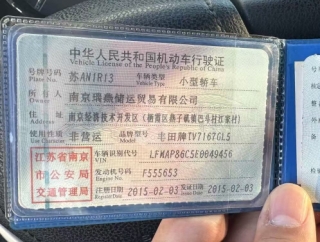 中华人民共和国机动车行驶证
Vehicle License of the People's Republic of China
号牌号码 苏AN1R13 车辆类型 小型轿车
Plate No. Vehicle Type
所有人 南京瑞焱储运贸易有限公司
Owner
住址 南京经济技术开发区(栖霞区燕子矶镇巴斗村红梨村)
Address
使用性质 非营运 品牌型号 丰田牌TV7167GLS
Use Character Model
江苏省南京
市公安局
交通管理局
车辆识别代号 LFMAP86C5E0049456
VIN
发动机号码 F555653
Engine No.
注册日期 2015-02-03 发证日期 2015-02-03
Register Date Issue Date